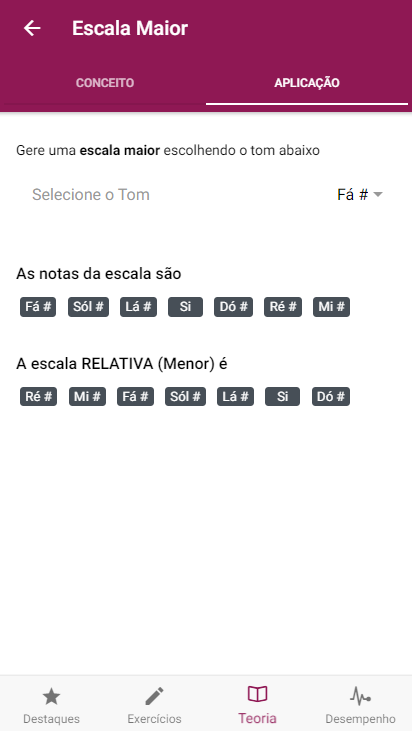 Escala Maior
CONCEITO APLICAÇÃO
Gere uma escala maior escolhendo o tom abaixo
Selecione o Tom Fá #
As notas da escala são
Fá # Sól # Lá # Si Dó # Ré # Mi #
A escala RELATIVA (Menor) é
Ré # Mi # Fá # Sól # Lá # Si Dó #
Destaques Exercícios Teoria Desempenho